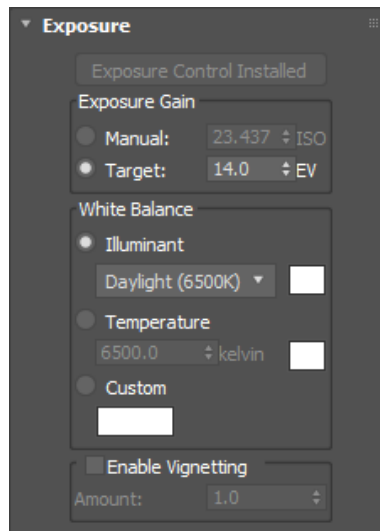 Exposure
Exposure Control Installed
Exposure Gain
Manual: 23.437 ISO
Target: 14.0 EV
White Balance
Illuminant
Daylight (6500K)
Temperature
6500.0 kelvin
Custom
Enable Vignetting
Amount: 1.0